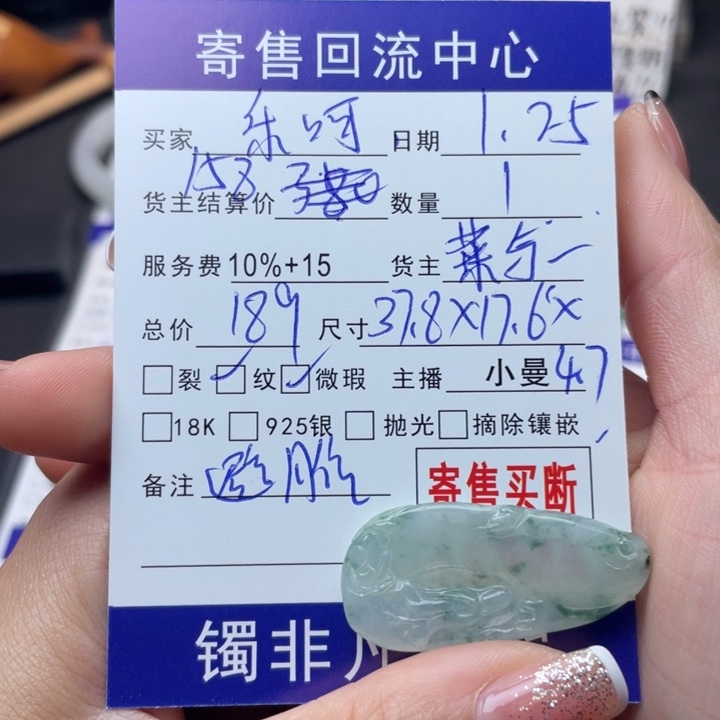 寄售回流中心
买家 乐呵 日期 1.25
货主结算价 158 数量 1
服务费 10%+15 货主
总价 189 尺寸 37.8×17.6×4.7
裂 纹 微瑕 主播 小曼
18K 925银 抛光 摘除镶嵌
备注
寄售买断
镯非